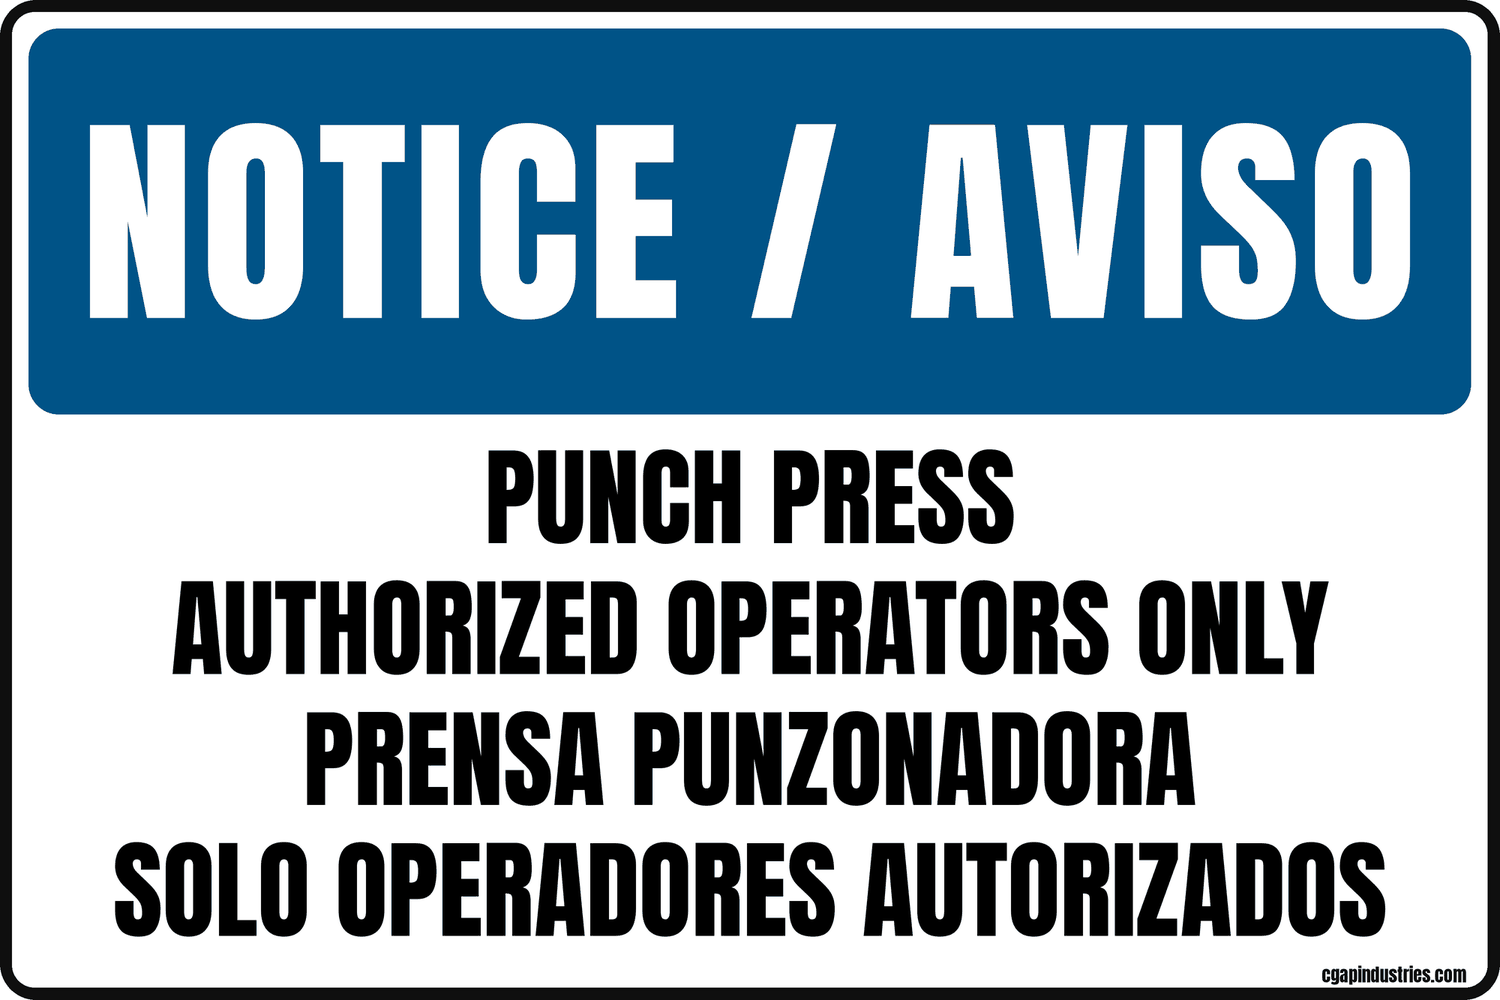 NOTICE / AVISO
PUNCH PRESS
AUTHORIZED OPERATORS ONLY
PRENSA PUNZONADORA
SOLO OPERADORES AUTORIZADOS
cgapindustries.com